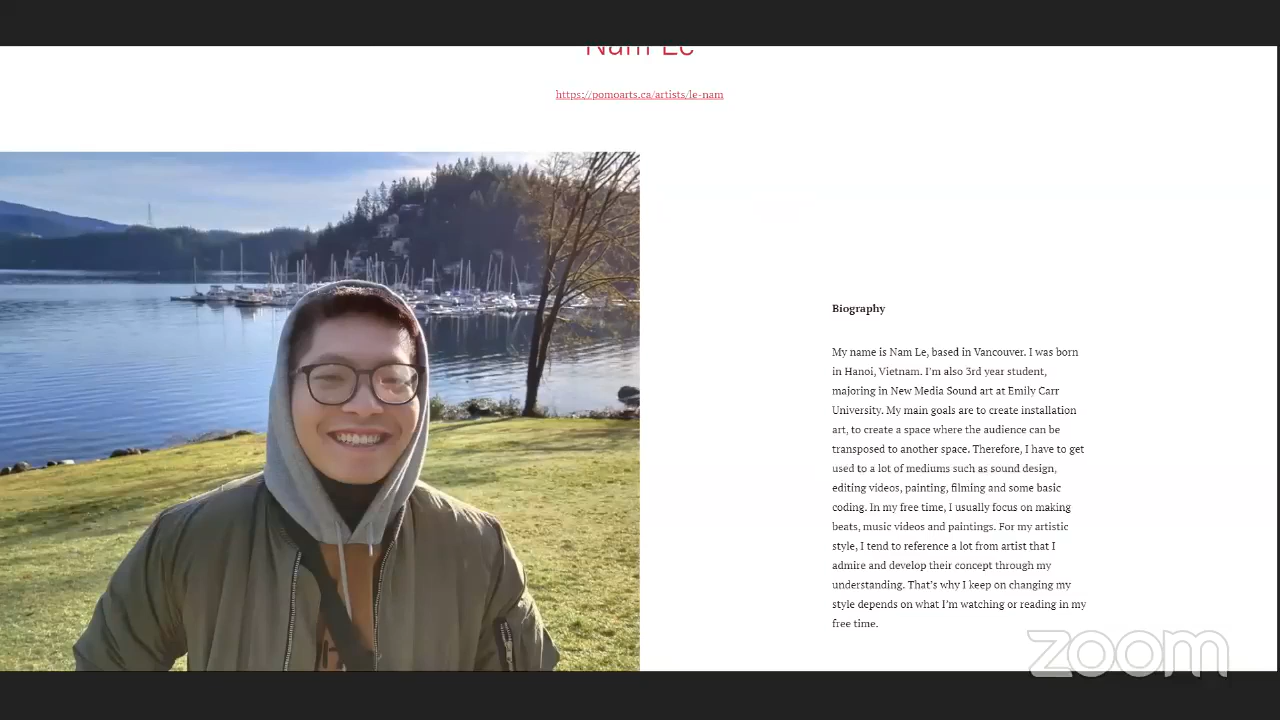 Nam Le
https://pomoarts.ca/artists/le-nam
Biography
My name is Nam Le, based in Vancouver. I was born
in Hanoi, Vietnam. I'm also 3rd year student,
majoring in New Media Sound art at Emily Carr
University. My main goals are to create installation
art, to create a space where the audience can be
transposed to another space. Therefore, I have to get
used to a lot of mediums such as sound design,
editing videos, painting, filming and some basic
coding. In my free time, I usually focus on making
beats, music videos and paintings. For my artistic
style, I tend to reference a lot from artist that I
admire and develop their concept through my
understanding. That's why I keep on changing my
style depends on what I'm watching or reading in my
free time.
zoom